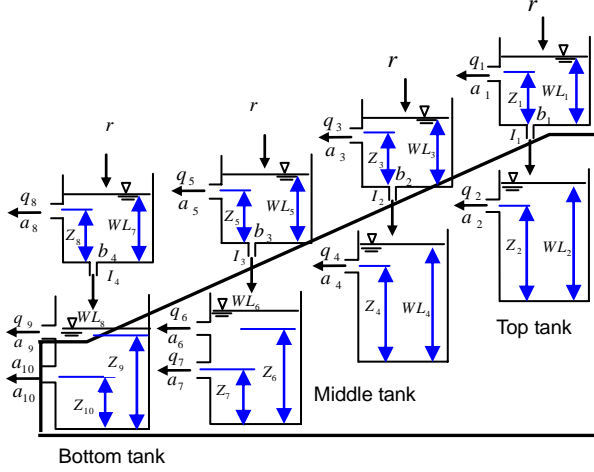 r
q1
a1
Z1
WL1
I1
b1
r
q3
a3
Z3
WL3
I2
b2
r
q5
a5
Z5
WL5
I3
b3
r
q8
a8
Z8
WL7
I4
b4
q2
a2
Z2
WL2
Top tank
q4
a4
Z4
WL4
WL6
q6
a6
q7
a7
Z7
Z6
Middle tank
WL8
q9
a9
a10
a10
Z9
Z10
Bottom tank